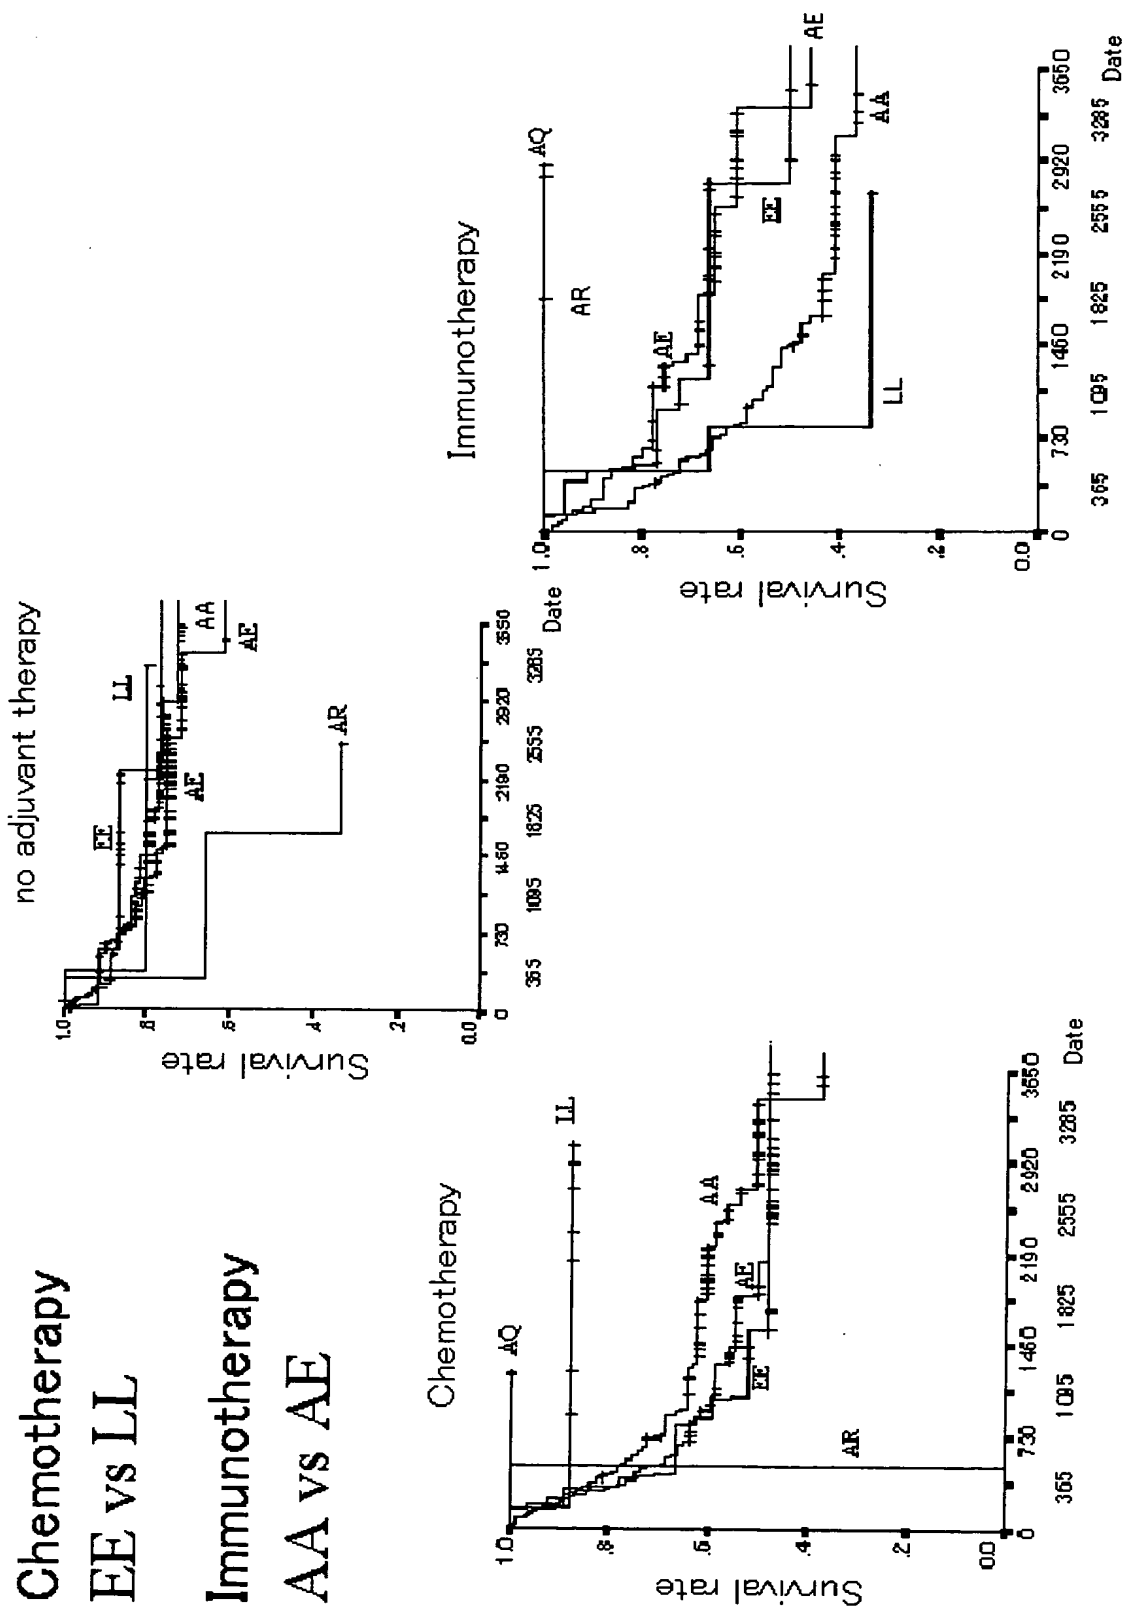 Chemotherapy
EE vs LL
Immunotherapy
AA vs AE
no adjuvant therapy
Survival rate
1.0
.8
.6
.4
.2
0.0
EE
LL
AE
AA
AE
AR
0 730 1460 2190 2920 3650
365 1095 1825 2555 3285
Date
Chemotherapy
Survival rate
1.0
.8
.6
.4
.2
0.0
AQ
LL
AA
AE
EE
AR
0 730 1460 2190 2920 3650
365 1095 1825 2555 3285
Date
Immunotherapy
Survival rate
1.0
.8
.6
.4
.2
0.0
AQ
AR
AE
EE
AE
AA
LL
0 730 1460 2190 2920 3650
365 1095 1825 2555 3285
Date